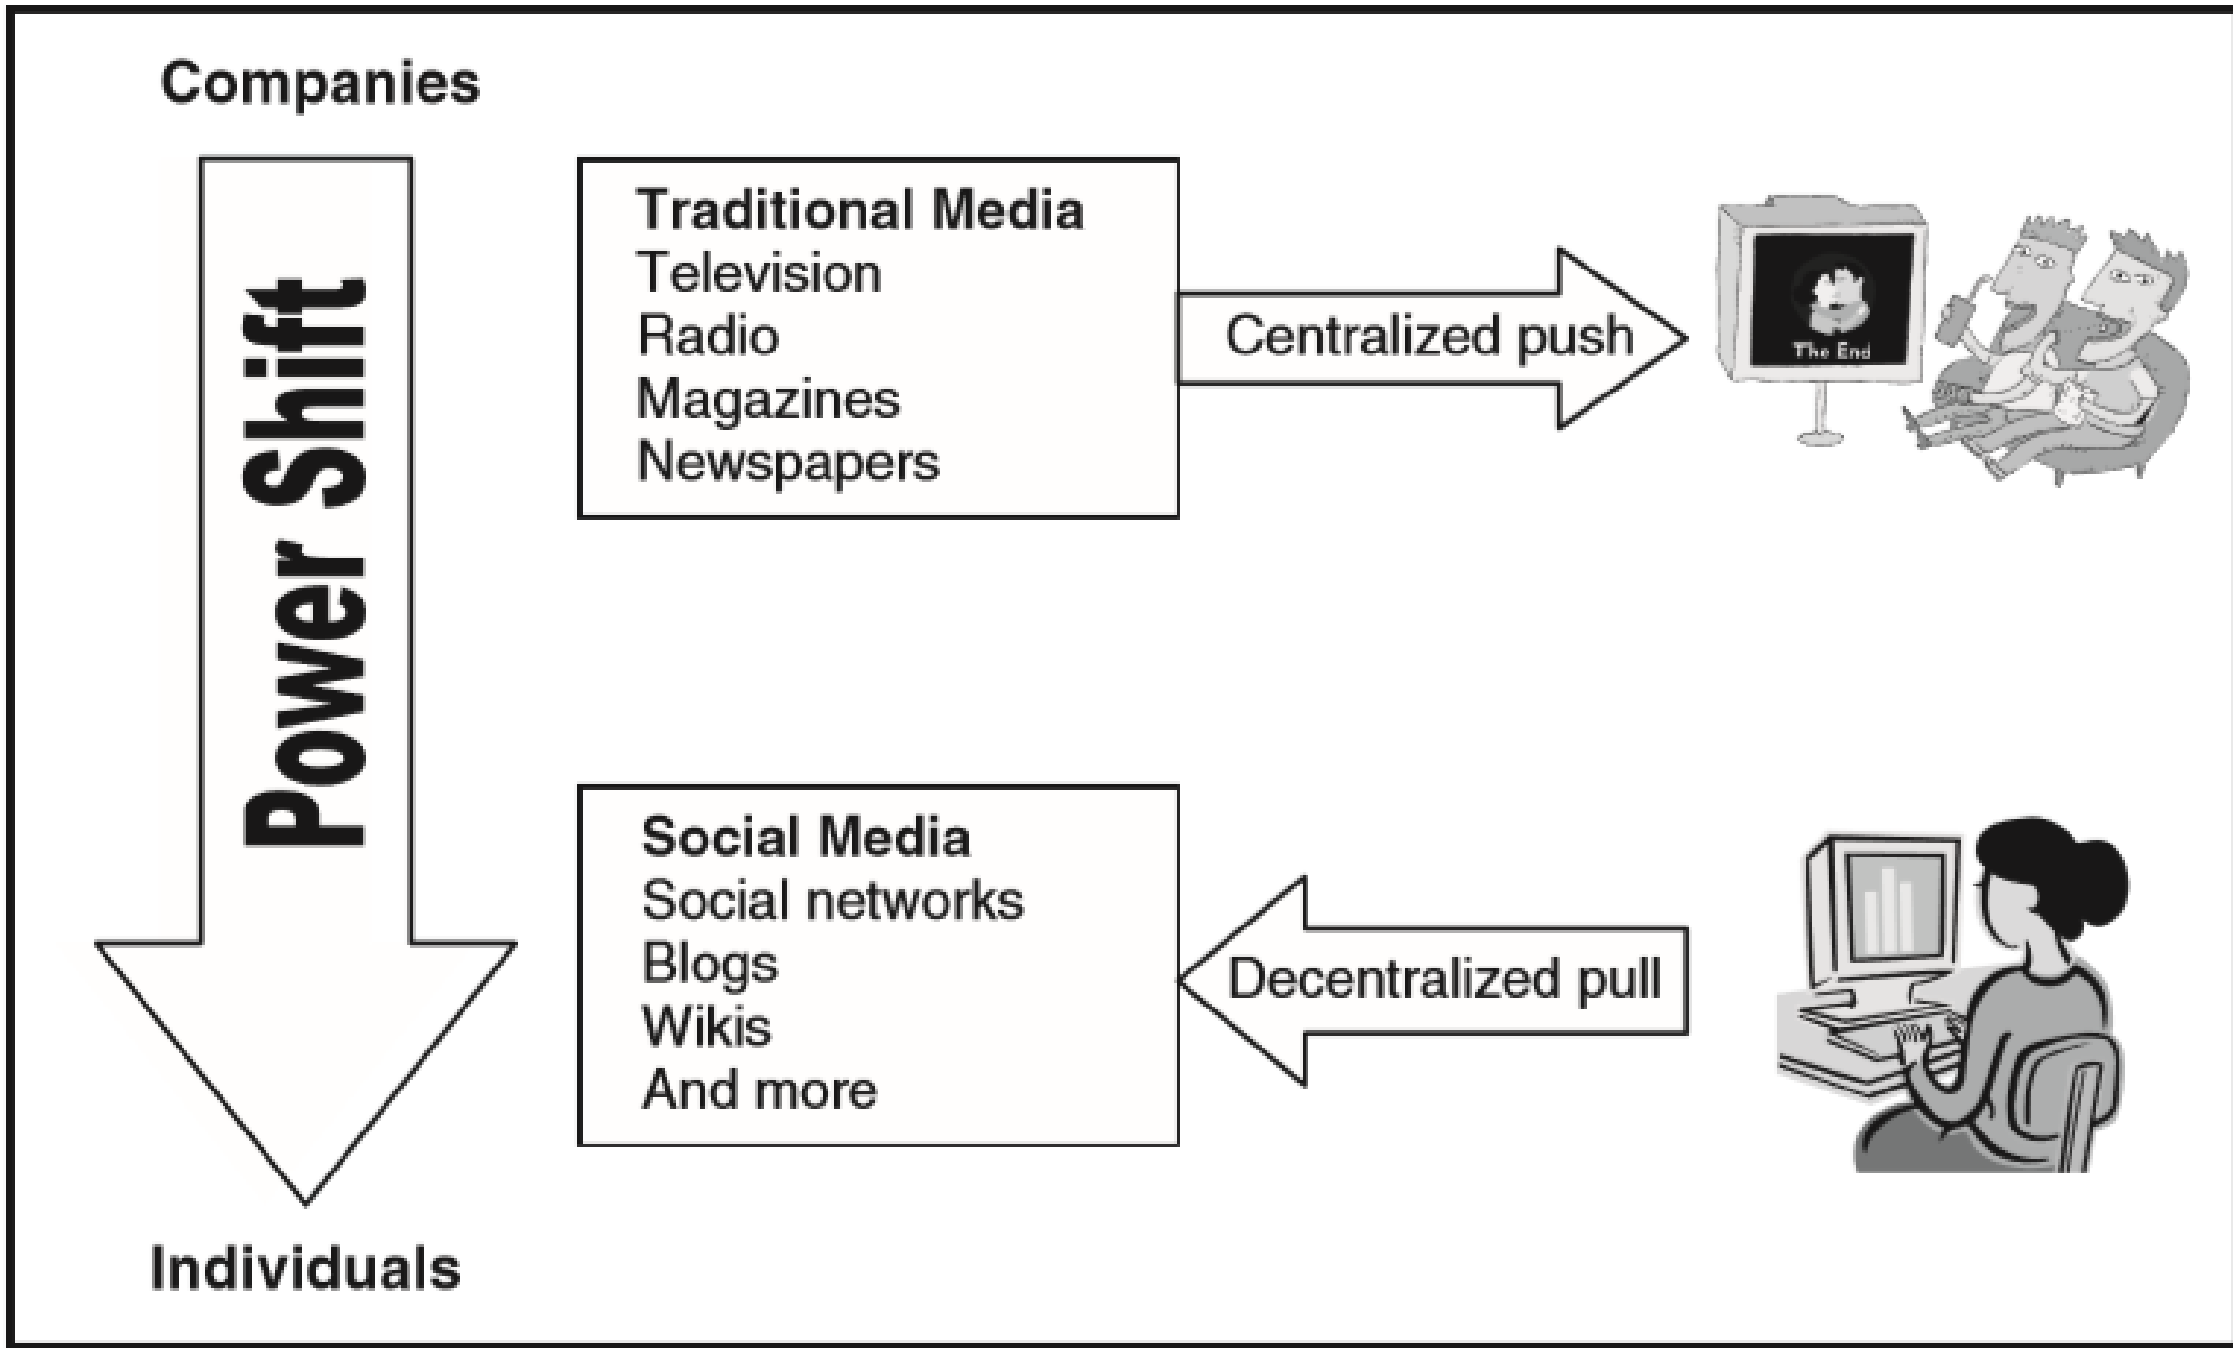 Companies
Power Shift
Traditional Media
Television
Radio
Magazines
Newspapers
Centralized push
The End
Social Media
Social networks
Blogs
Wikis
And more
Decentralized pull
Individuals